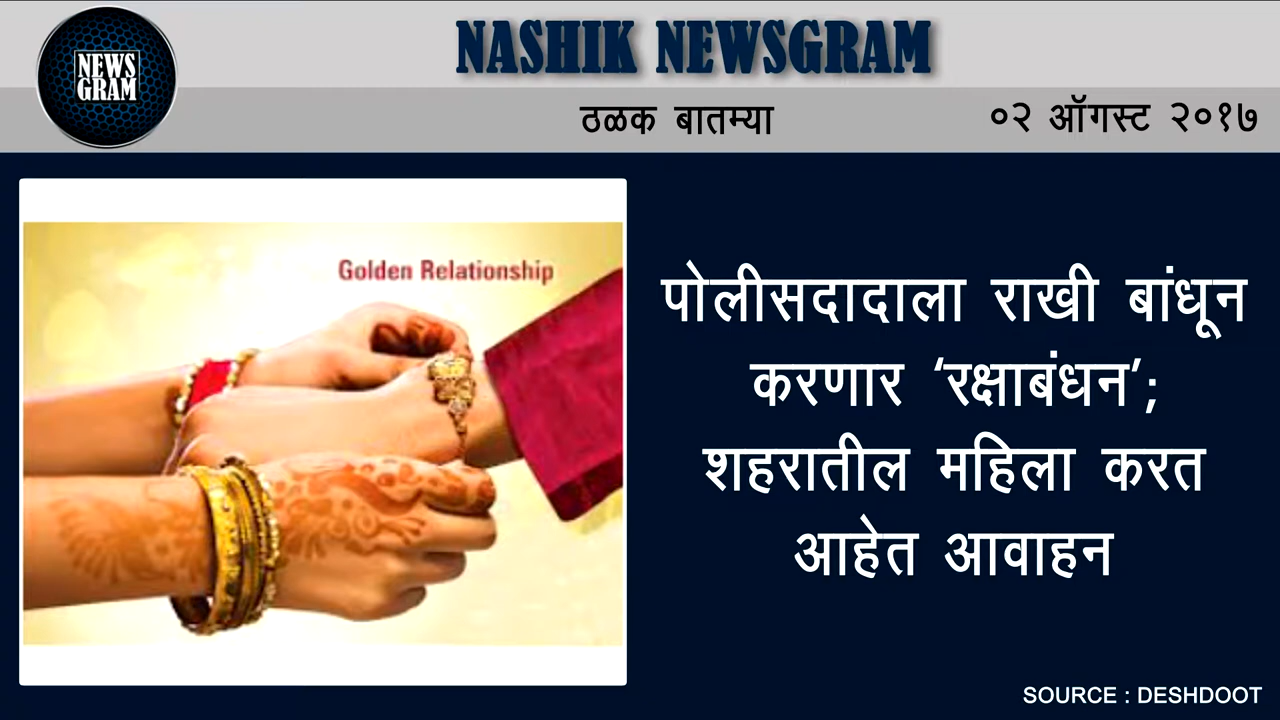 NEWS
GRAM
NASHIK NEWSGRAM
ठळक बातम्या
०२ ऑगस्ट २०१७
Golden Relationship
पोलीसदादाला राखी बांधून
करणार ‘रक्षाबंधन’;
शहरातील महिला करत
आहेत आवाहन
SOURCE : DESHDOOT